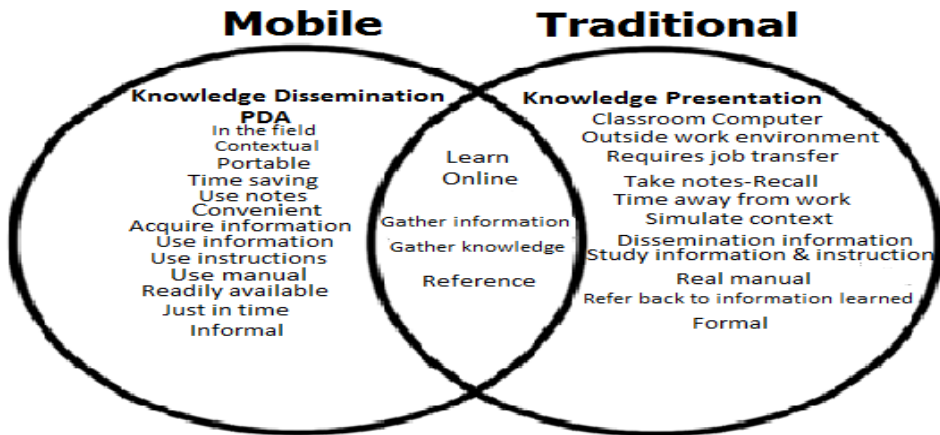 Mobile
Traditional
Knowledge Dissemination
PDA
In the field
Contextual
Portable
Time saving
Use notes
Convenient
Acquire information
Use information
Use instructions
Use manual
Readily available
Just in time
Informal
Learn
Online
Gather information
Gather knowledge
Reference
Knowledge Presentation
Classroom Computer
Outside work environment
Requires job transfer
Take notes-Recall
Time away from work
Simulate context
Dissemination information
Study information & instruction
Real manual
Refer back to information learned
Formal